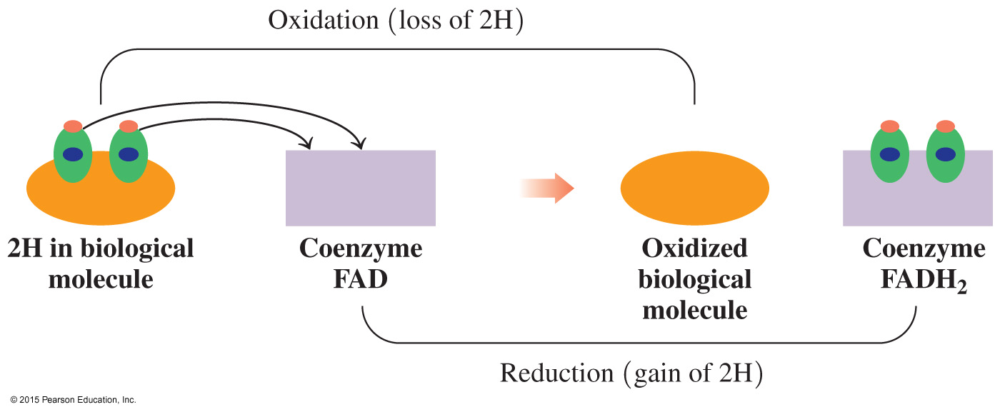 Oxidation (loss of 2H)
2H in biological
molecule
Coenzyme
FAD
Oxidized
biological
molecule
Coenzyme
FADH₂
Reduction (gain of 2H)
© 2015 Pearson Education, Inc.